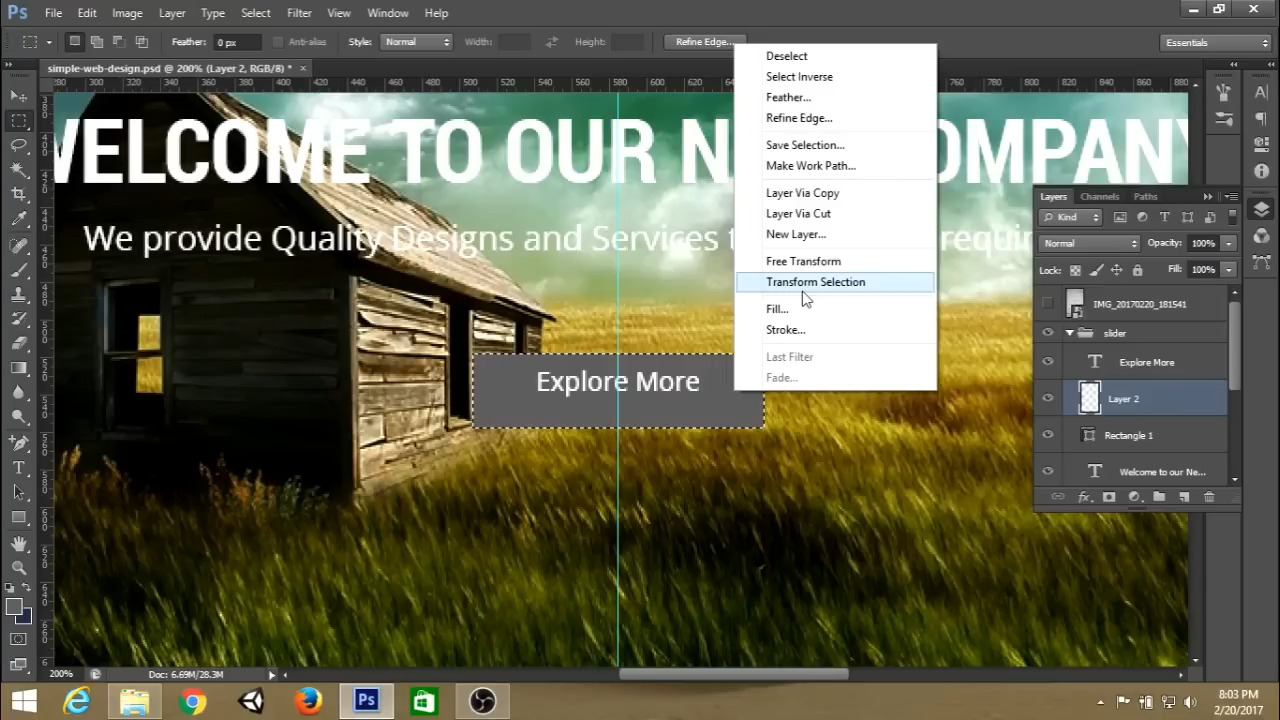 Ps File Edit Image Layer Type Select Filter View Window Help
Feather: 0 px Anti-alias Style: Normal Width: Height: Refine Edge... Essentials
simple-web-design.psd @ 200% (Layer 2, RGB/8) * ×
Deselect
Select Inverse
Feather...
Refine Edge...
Save Selection...
Make Work Path...
Layer Via Copy
Layer Via Cut
New Layer...
Free Transform
Transform Selection
Fill...
Stroke...
Last Filter
Fade...
WELCOME TO OUR N OMPANY
We provide Quality Designs and Services t requir
Explore More
Layers Channels Paths
Kind
Normal Opacity: 100%
Lock: Fill: 100%
IMG_20170220_181541
slider
Explore More
Layer 2
Rectangle 1
Welcome to our Ne...
200% Doc: 6.69M/28.3M
8:03 PM
2/20/2017